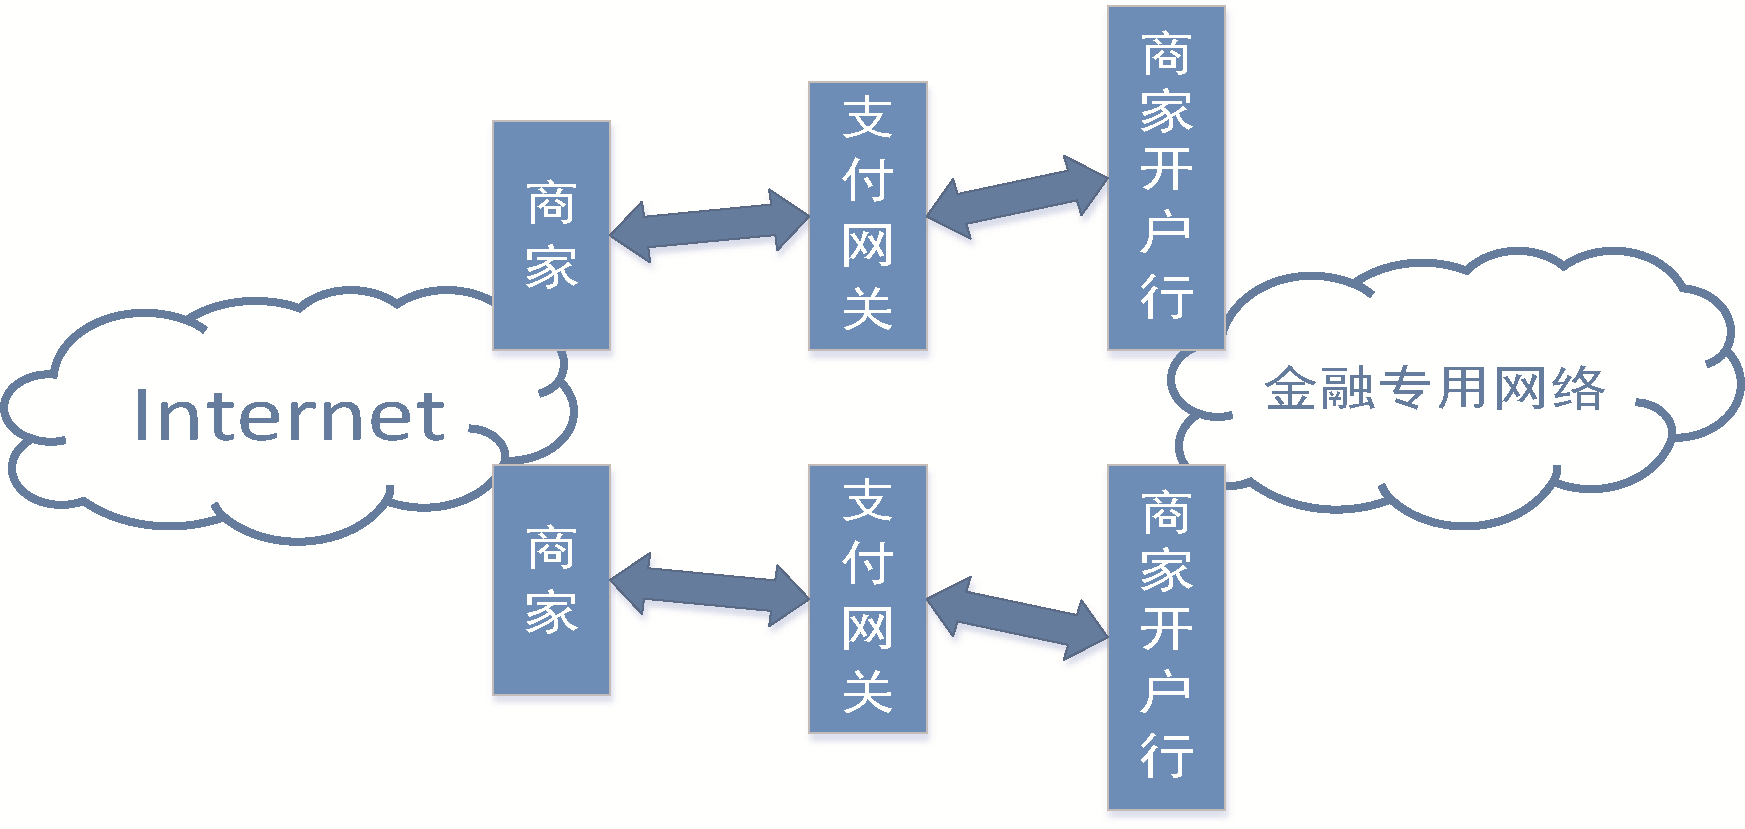 商家
支付网关
商家开户行
Internet
金融专用网络
商家
支付网关
商家开户行